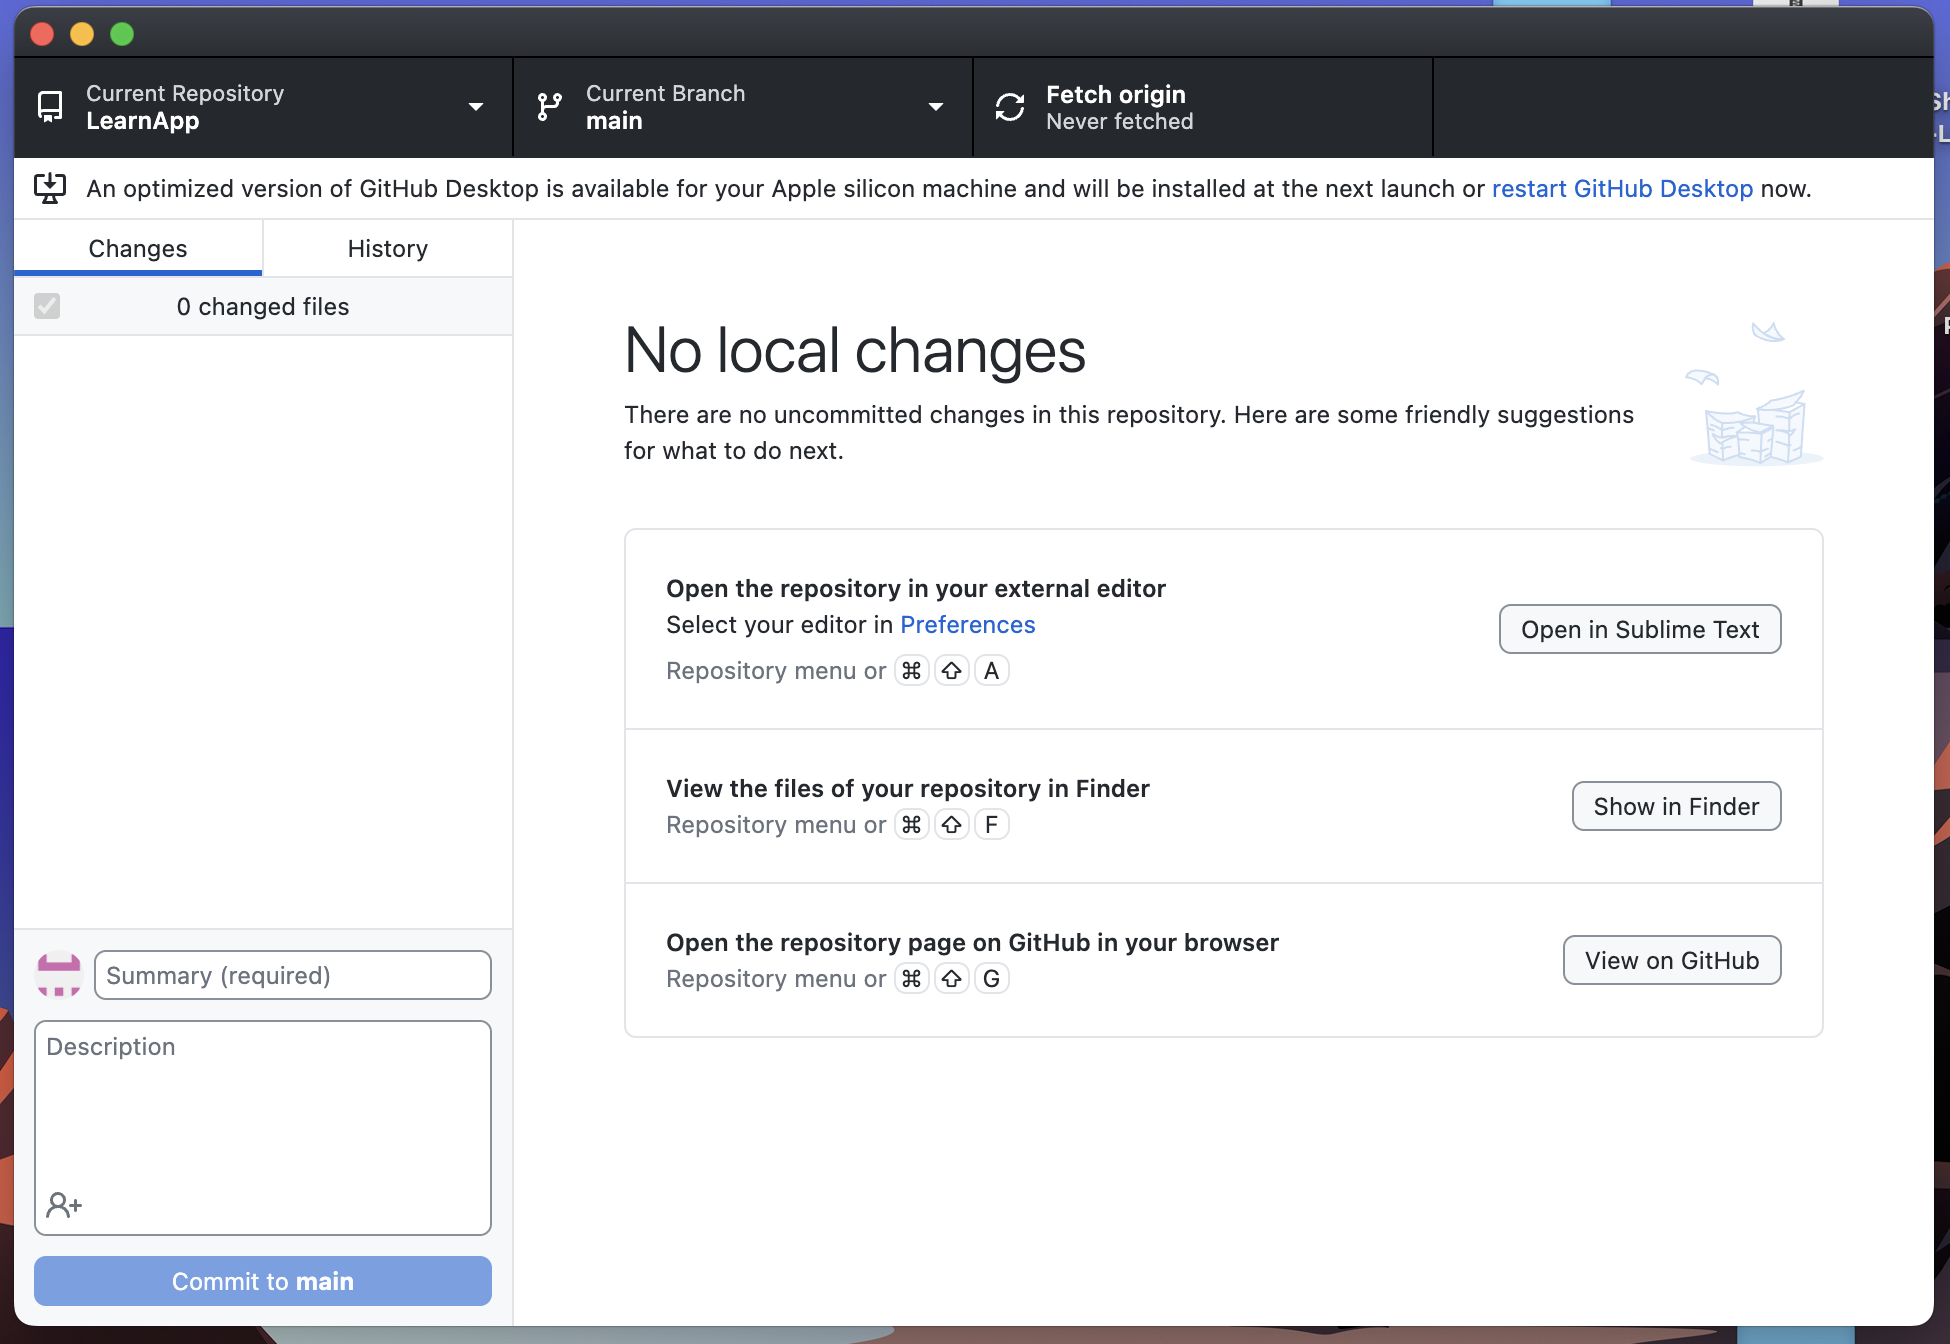 Current Repository
LearnApp
Current Branch
main
Fetch origin
Never fetched
An optimized version of GitHub Desktop is available for your Apple silicon machine and will be installed at the next launch or restart GitHub Desktop now.
Changes
History
0 changed files
No local changes
There are no uncommitted changes in this repository. Here are some friendly suggestions
for what to do next.
Open the repository in your external editor
Select your editor in Preferences
Repository menu or ⌘ ⇧ A
Open in Sublime Text
View the files of your repository in Finder
Repository menu or ⌘ ⇧ F
Show in Finder
Open the repository page on GitHub in your browser
Repository menu or ⌘ ⇧ G
View on GitHub
Summary (required)
Description
Commit to main